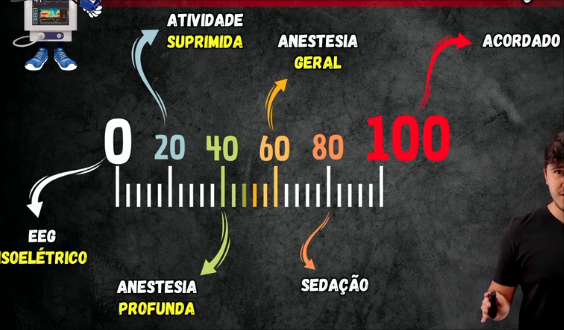 ATIVIDADE
SUPRIMIDA
ANESTESIA
GERAL
ACORDADO
0 20 40 60 80 100
EEG
ISOELÉTRICO
ANESTESIA
PROFUNDA
SEDAÇÃO